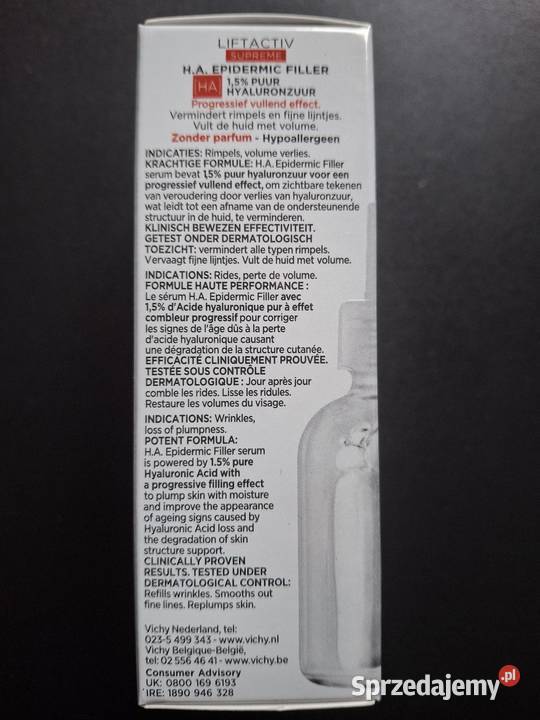 LIFTACTIV
SUPREME
H.A. EPIDERMIC FILLER
HA
1,5% PUUR
HYALURONZUUR
Progressief vullend effect.
Vermindert rimpels en fijne lijntjes.
Vult de huid met volume.
Zonder parfum - Hypoallergeen
INDICATIES: Rimpels, volume verlies.
KRACHTIGE FORMULE: H.A. Epidermic Filler
serum bevat 1,5% puur hyaluronzuur voor een
progressief vullend effect, om zichtbare tekenen
van veroudering door verlies van hyaluronzuur,
wat leidt tot een afname van de ondersteunende
structuur in de huid, te verminderen.
KLINISCH BEWEZEN EFFECTIVITEIT.
GETEST ONDER DERMATOLOGISCH
TOEZICHT: vermindert alle typen rimpels.
Vervaagt fijne lijntjes. Vult de huid met volume.
INDICATIONS: Rides, perte de volume.
FORMULE HAUTE PERFORMANCE :
Le sérum H.A. Epidermic Filler avec
1,5% d'Acide hyaluronique pur à effet
combleur progressif pour corriger
les signes de l'âge dûs à la perte
d'acide hyaluronique causant
une dégradation de la structure cutanée.
EFFICACITÉ CLINIQUEMENT PROUVÉE.
TESTÉE SOUS CONTRÔLE
DERMATOLOGIQUE : Jour après jour
comble les rides. Lisse les ridules.
Restaure les volumes du visage.
INDICATIONS: Wrinkles,
loss of plumpness.
POTENT FORMULA:
H.A. Epidermic Filler serum
is powered by 1.5% pure
Hyaluronic Acid with
a progressive filling effect
to plump skin with moisture
and improve the appearance
of ageing signs caused by
Hyaluronic Acid loss and
the degradation of skin
structure support.
CLINICALLY PROVEN
RESULTS. TESTED UNDER
DERMATOLOGICAL CONTROL:
Refills wrinkles. Smooths out
fine lines. Replumps skin.
Vichy Nederland, tel:
023-5 499 343 - www.vichy.nl
Vichy Belgique-België,
tel: 02 556 46 41 - www.vichy.be
Consumer Advisory
UK: 0800 169 6193
IRE: 1890 946 328
Sprzedajemy.pl